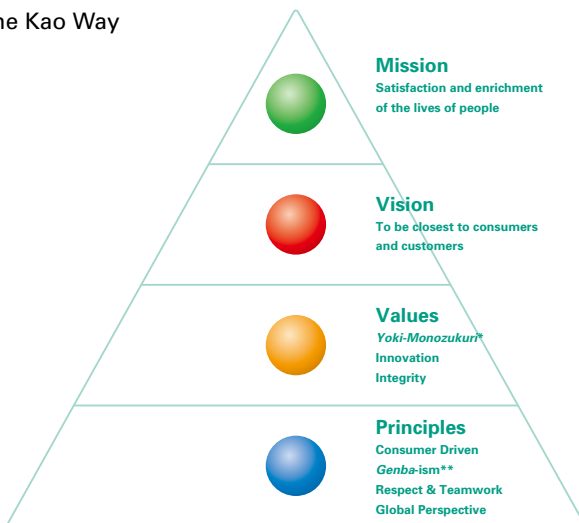 he Kao Way
Mission
Satisfaction and enrichment
of the lives of people
Vision
To be closest to consumers
and customers
Values
Yoki-Monozukuri*
Innovation
Integrity
Principles
Consumer Driven
Genba-ism**
Respect & Teamwork
Global Perspective